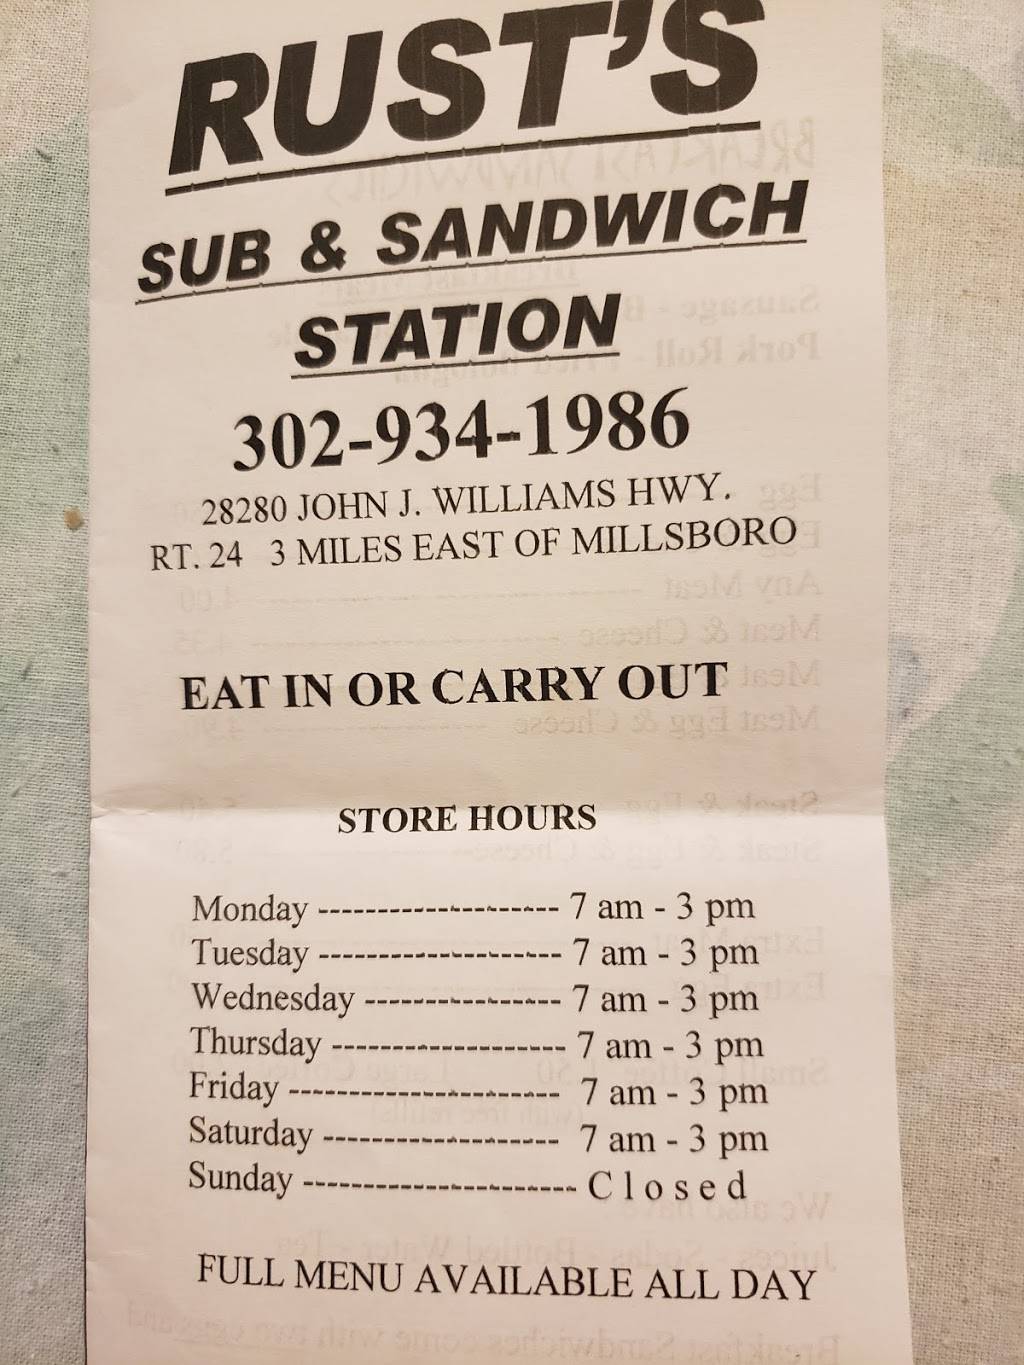 RUST'S
SUB & SANDWICH
STATION
302-934-1986
28280 JOHN J. WILLIAMS HWY.
RT. 24 3 MILES EAST OF MILLSBORO
EAT IN OR CARRY OUT
STORE HOURS
Monday -------------------- 7 am - 3 pm
Tuesday -------------------- 7 am - 3 pm
Wednesday ---------------- 7 am - 3 pm
Thursday -------------------- 7 am - 3 pm
Friday ----------------------- 7 am - 3 pm
Saturday -------------------- 7 am - 3 pm
Sunday ----------------------- Closed
FULL MENU AVAILABLE ALL DAY